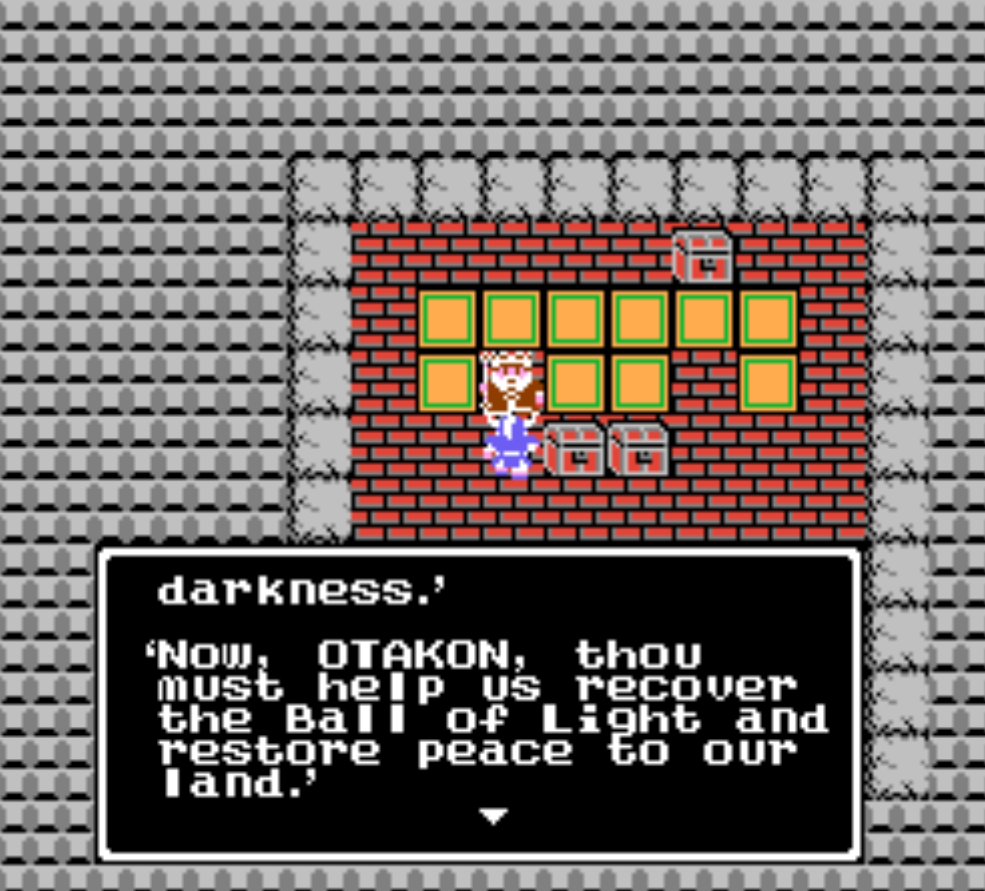 darkness.’
‘Now, OTAKON, thou
must help us recover
the Ball of Light and
restore peace to our
land.’